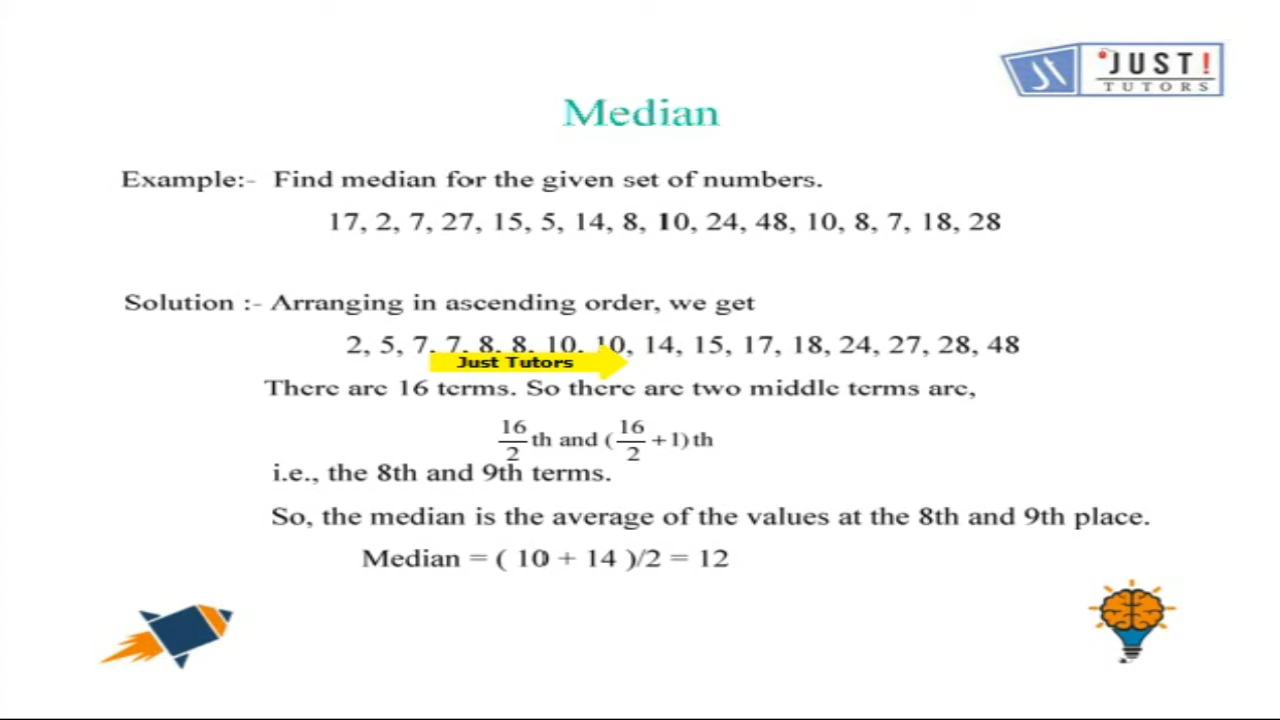 JUST!
TUTORS
Median
Example:- Find median for the given set of numbers.
17, 2, 7, 27, 15, 5, 14, 8, 10, 24, 48, 10, 8, 7, 18, 28
Solution :- Arranging in ascending order, we get
2, 5, 7, 7, 8, 8, 10, 10, 14, 15, 17, 18, 24, 27, 28, 48
Just Tutors
There are 16 terms. So there are two middle terms are,
16/2 th and (16/2 + 1) th
i.e., the 8th and 9th terms.
So, the median is the average of the values at the 8th and 9th place.
Median = ( 10 + 14 )/2 = 12